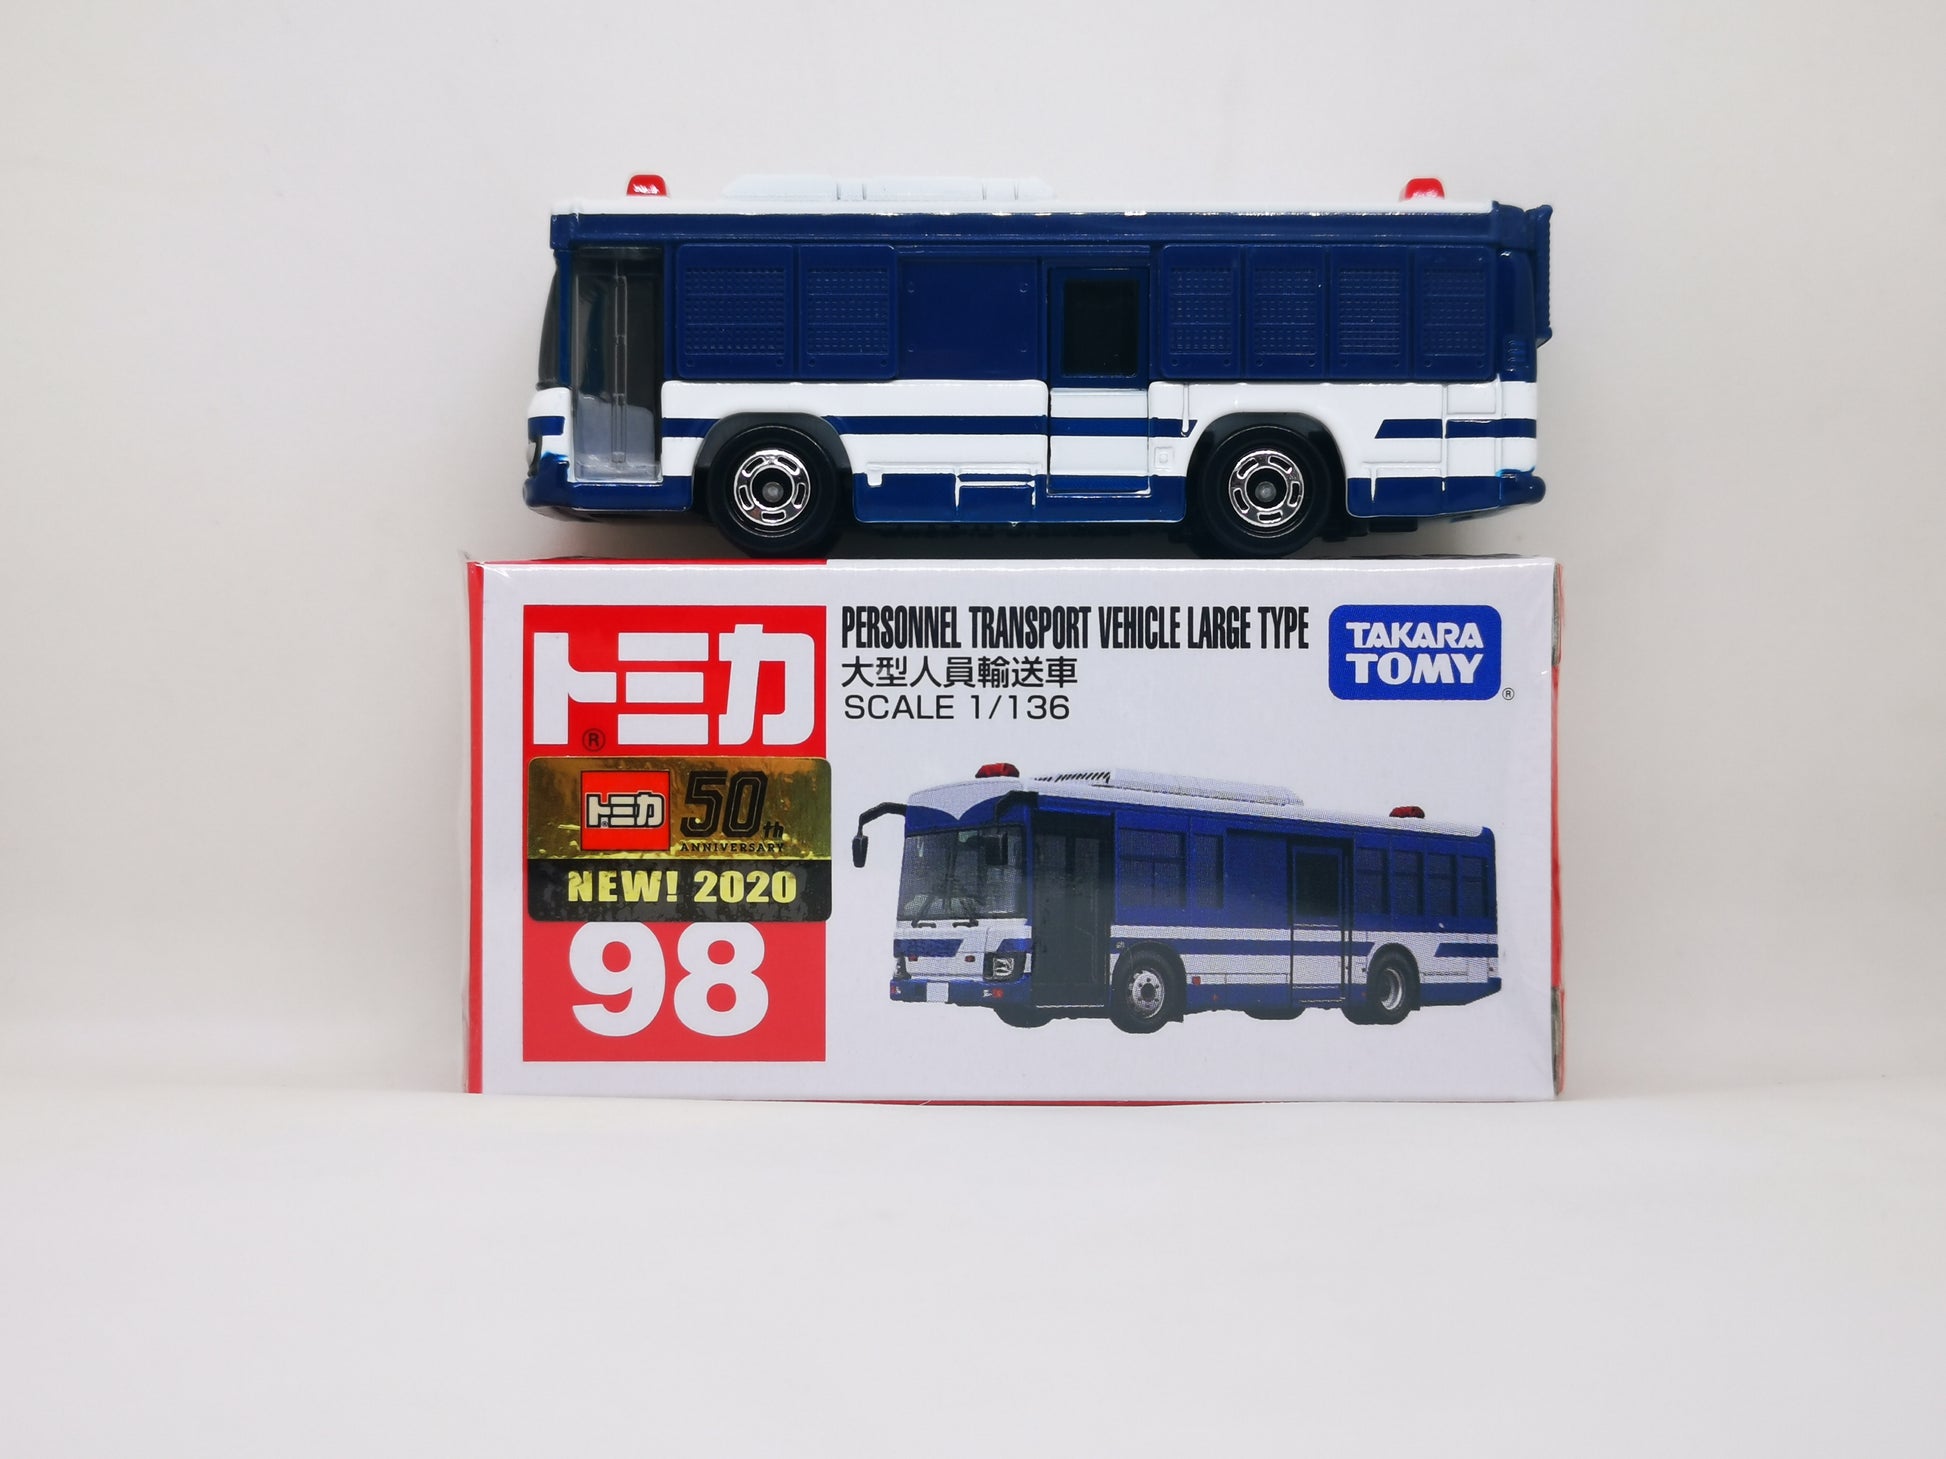 トミカ
®
PERSONNEL TRANSPORT VEHICLE LARGE TYPE
大型人員輸送車
SCALE 1/136
TAKARA
TOMY
®
トミカ
50th
ANNIVERSARY
NEW! 2020
98